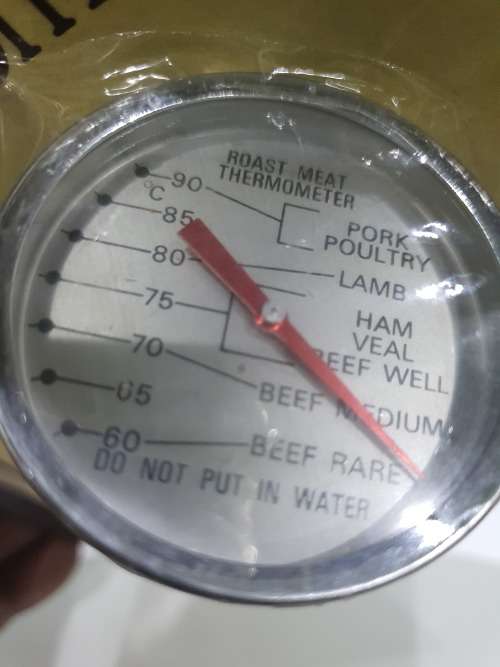 ROAST MEAT
THERMOMETER
°C
90
85
80
75
70
65
60
PORK
POULTRY
LAMB
HAM
VEAL
BEEF WELL
BEEF MEDIUM
BEEF RARE
DO NOT PUT IN WATER